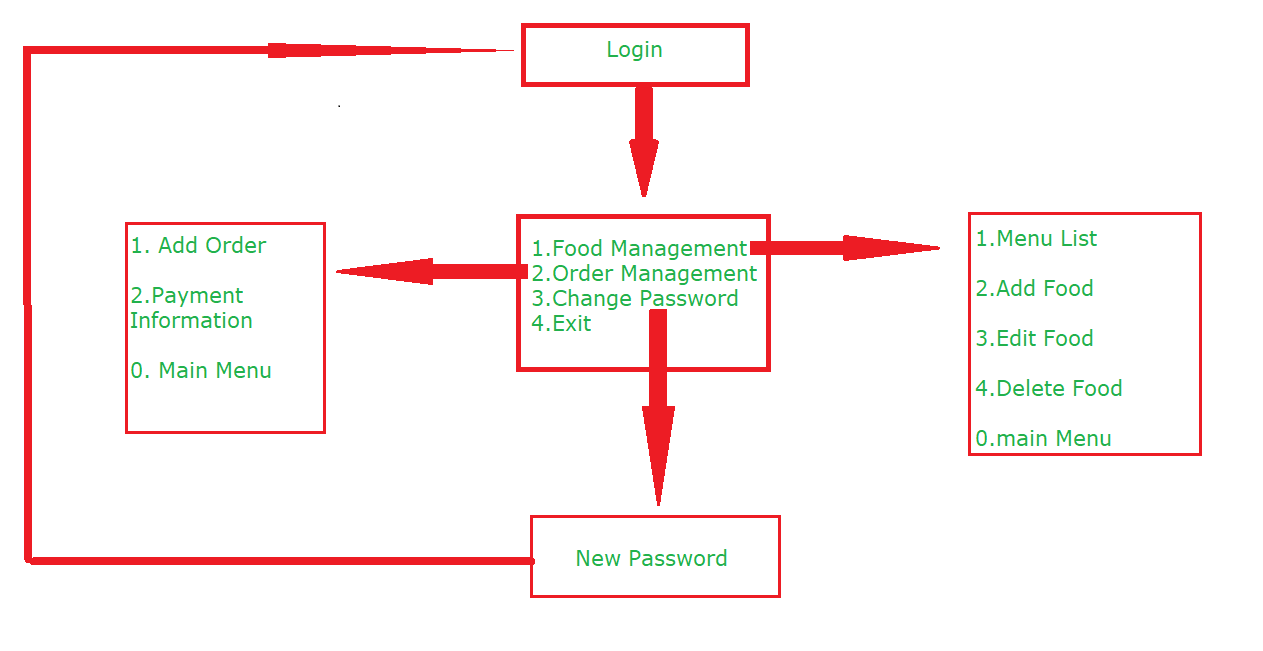 Login
1. Add Order
2.Payment
Information
0. Main Menu
1.Food Management
2.Order Management
3.Change Password
4.Exit
1.Menu List
2.Add Food
3.Edit Food
4.Delete Food
0.main Menu
New Password